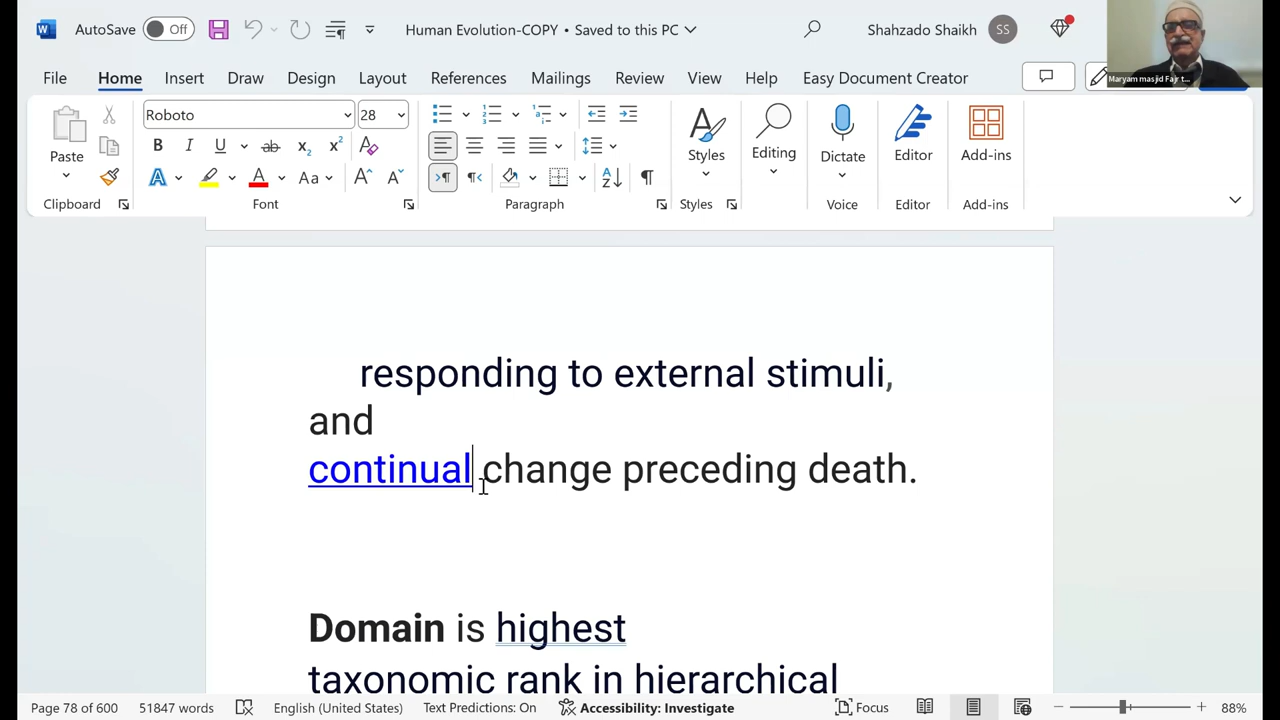 AutoSave Off Human Evolution-COPY • Saved to this PC Shahzado Shaikh SS
Maryam masjid Fajr t...
File Home Insert Draw Design Layout References Mailings Review View Help Easy Document Creator
Roboto 28
Paste Styles Editing Dictate Editor Add-ins
Clipboard Font Paragraph Styles Voice Editor Add-ins
responding to external stimuli,
and
continual change preceding death.
Domain is highest
taxonomic rank in hierarchical
Page 78 of 600 51847 words English (United States) Text Predictions: On Accessibility: Investigate Focus 88%